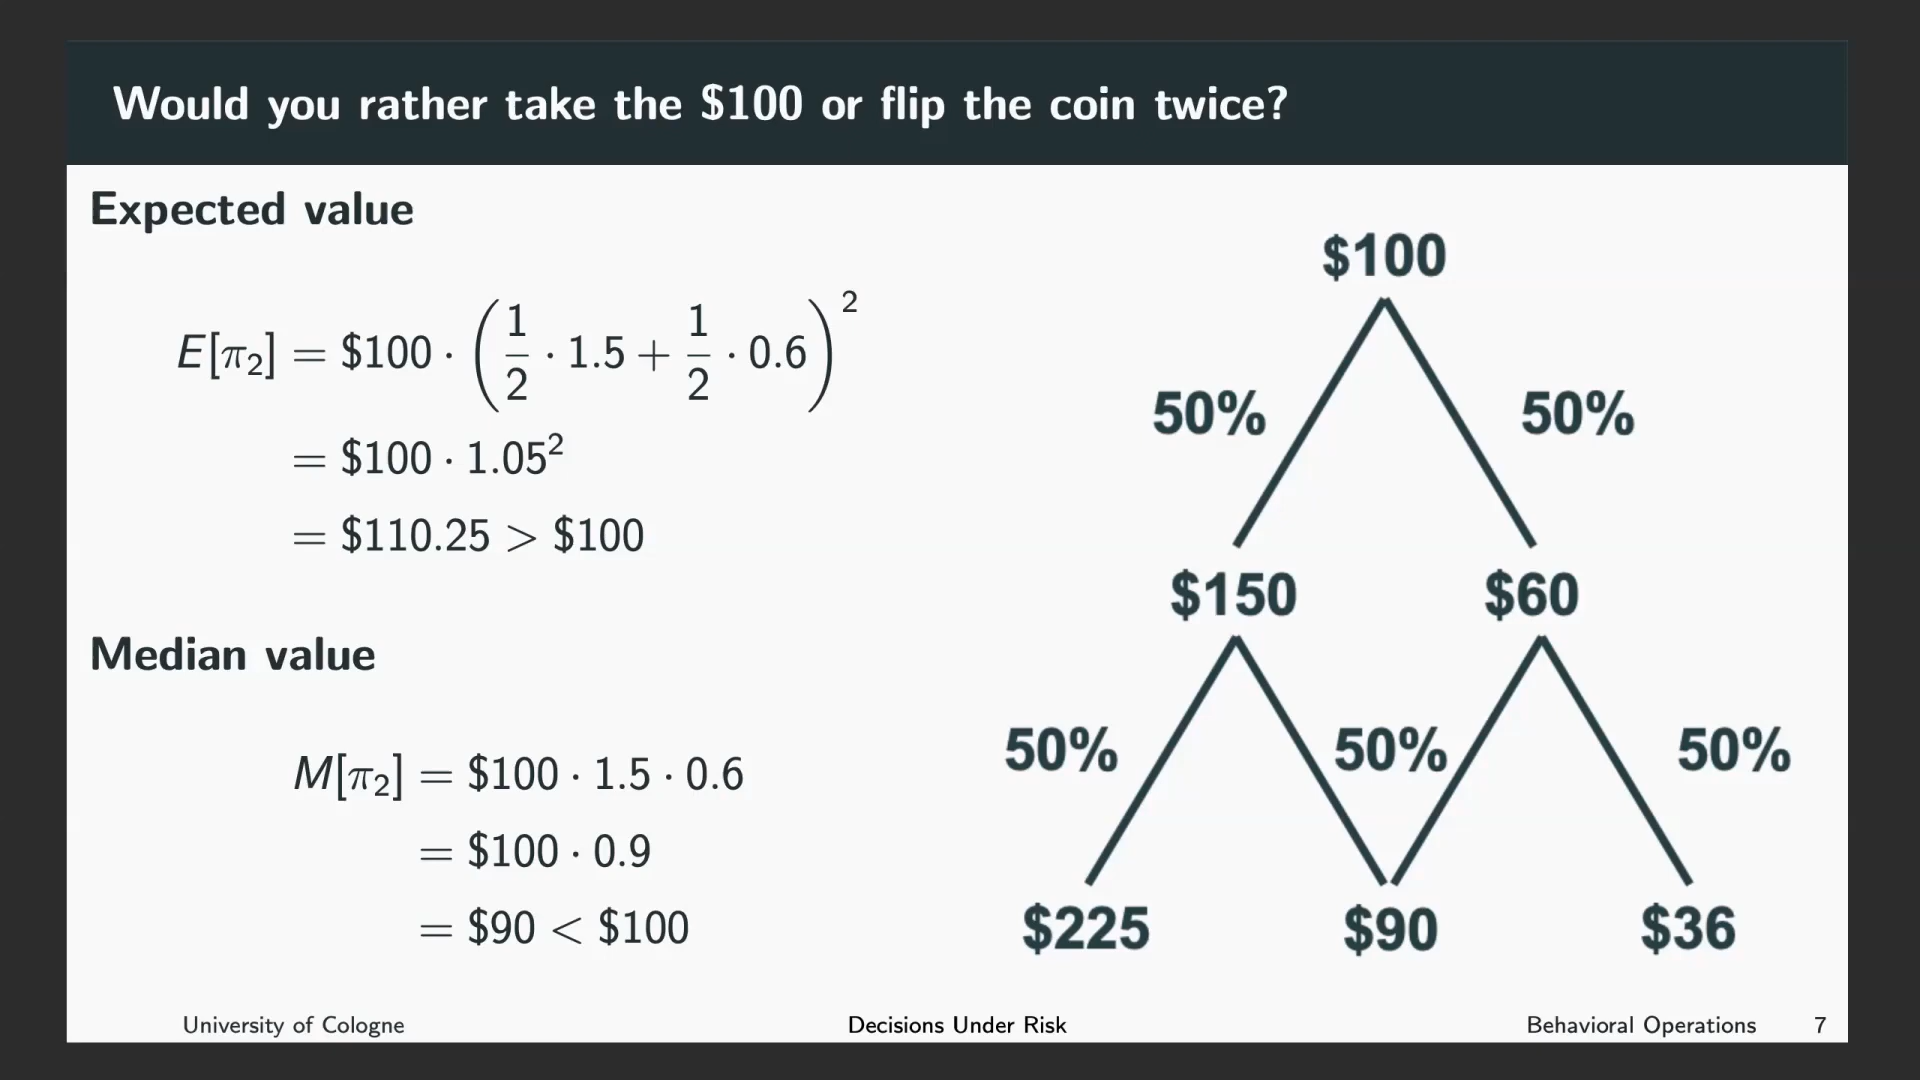 Would you rather take the $100 or flip the coin twice?
Expected value
E[π₂] = $100 · (1/2 · 1.5 + 1/2 · 0.6)²
= $100 · 1.05²
= $110.25 > $100
Median value
M[π₂] = $100 · 1.5 · 0.6
= $100 · 0.9
= $90 < $100
$100
50% 50%
$150 $60
50% 50% 50%
$225 $90 $36
University of Cologne Decisions Under Risk Behavioral Operations 7